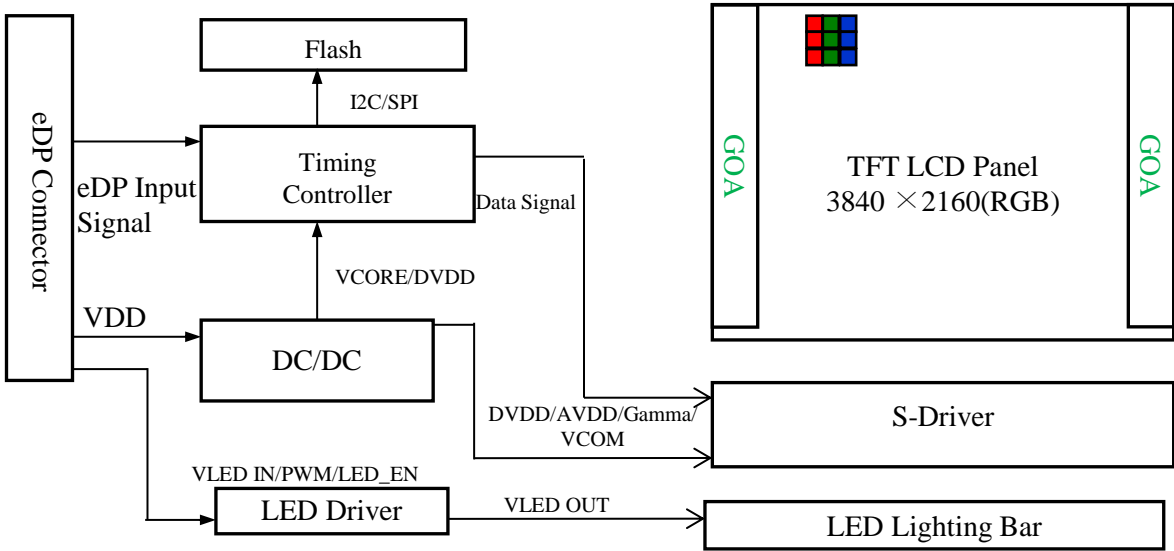 Flash
I2C/SPI
eDP Connector
Timing
Controller
eDP Input
Signal
Data Signal
VCORE/DVDD
VDD
DC/DC
DVDD/AVDD/Gamma/
VCOM
VLED IN/PWM/LED_EN
LED Driver
VLED OUT
GOA
TFT LCD Panel
3840 ×2160(RGB)
GOA
S-Driver
LED Lighting Bar